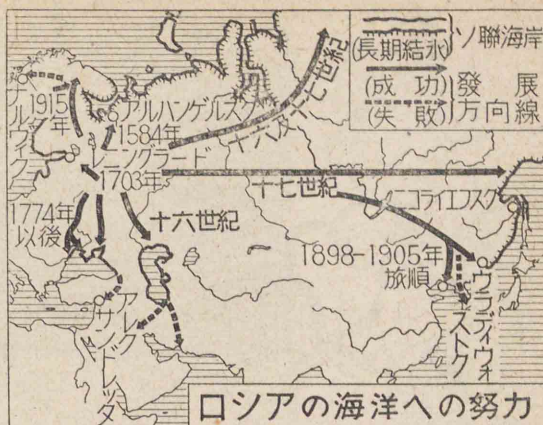 ソ聯海岸
(長期結氷)
(成功)
(失敗)
發展
方向線
十六及十七世紀
ナルヴィク
1915年
アルハンゲルスク
1584年
レニングラード
1703年
十七世紀
ニコライエフスク
1774年
以後
十六世紀
1898-1905年
旅順
ウラディウォストク
アレクサンドレッタ
ロシアの海洋への努力